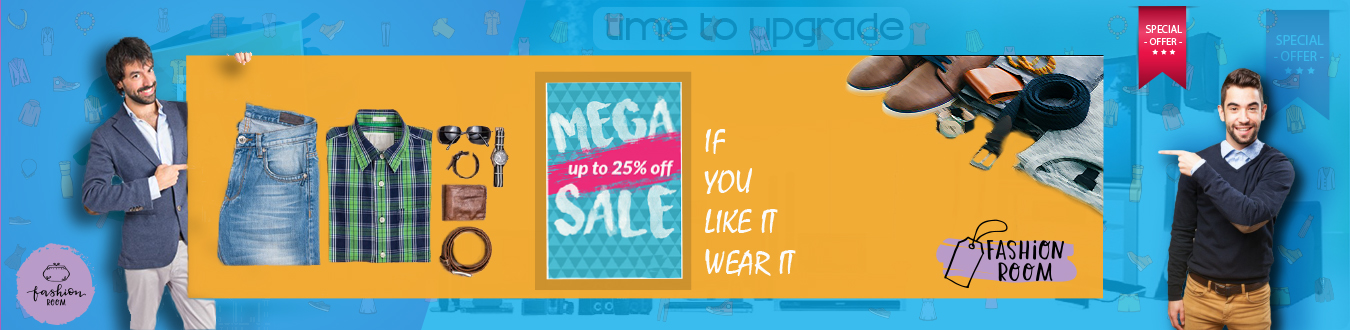 time to upgrade
SPECIAL
- OFFER -
SPECIAL
- OFFER -
MEGA
up to 25% off
SALE
IF
YOU
LIKE IT
WEAR IT
FASHION
ROOM
fashion
ROOM